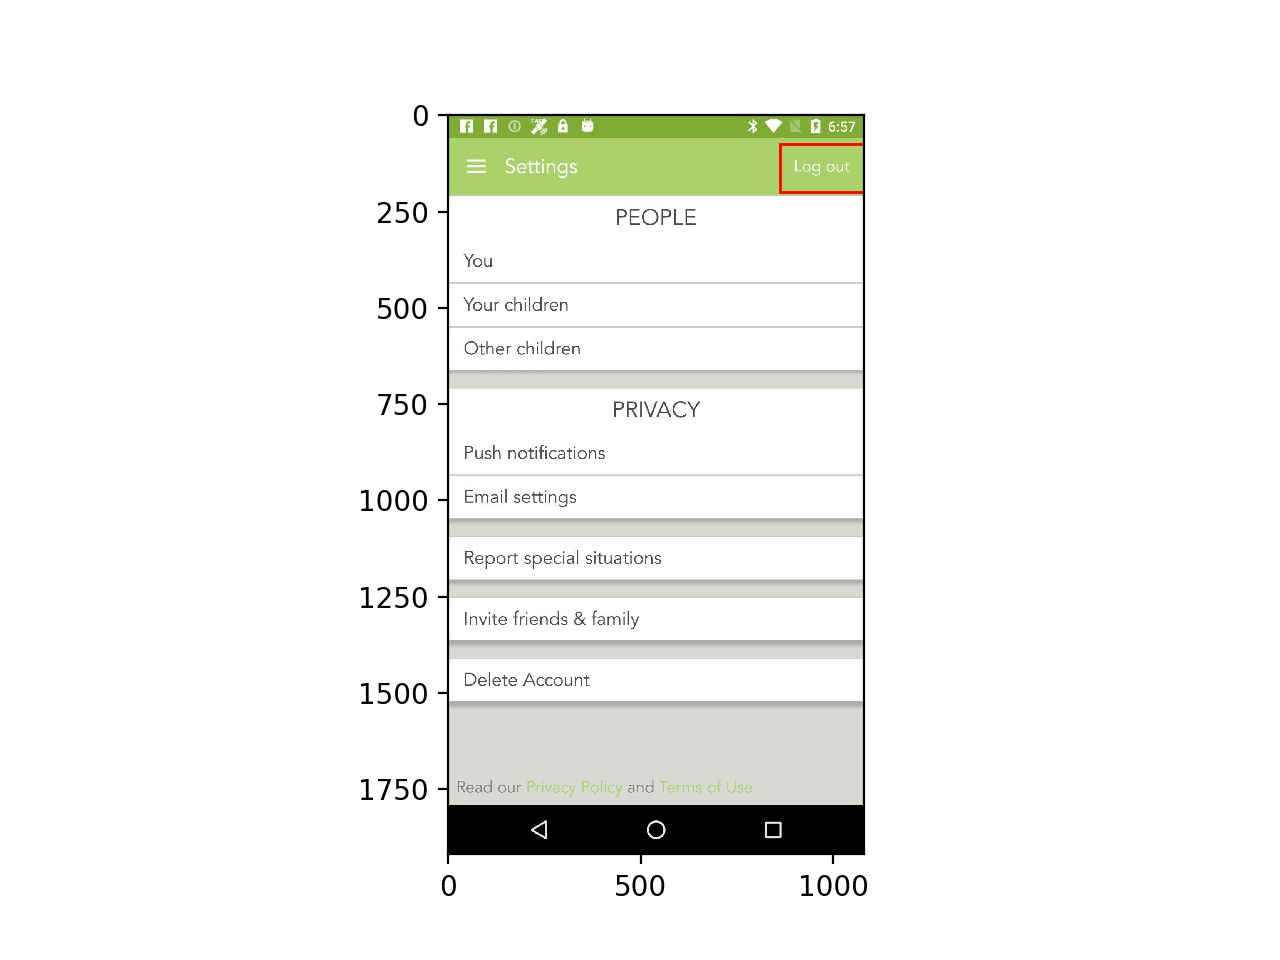 0
250
500
750
1000
1250
1500
1750
6:57
Settings
Log out
PEOPLE
You
Your children
Other children
PRIVACY
Push notifications
Email settings
Report special situations
Invite friends & family
Delete Account
Read our Privacy Policy and Terms of Use
0 500 1000